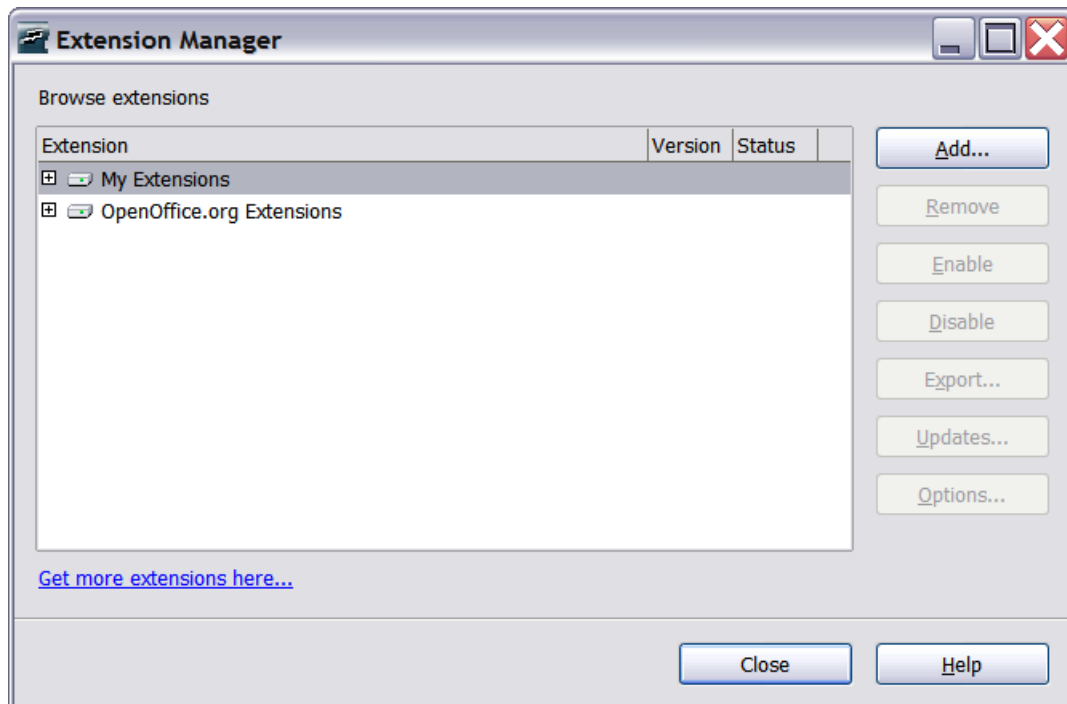 Extension Manager
Browse extensions
Extension Version Status
My Extensions
OpenOffice.org Extensions
Add...
Remove
Enable
Disable
Export...
Updates...
Options...
Get more extensions here...
Close Help